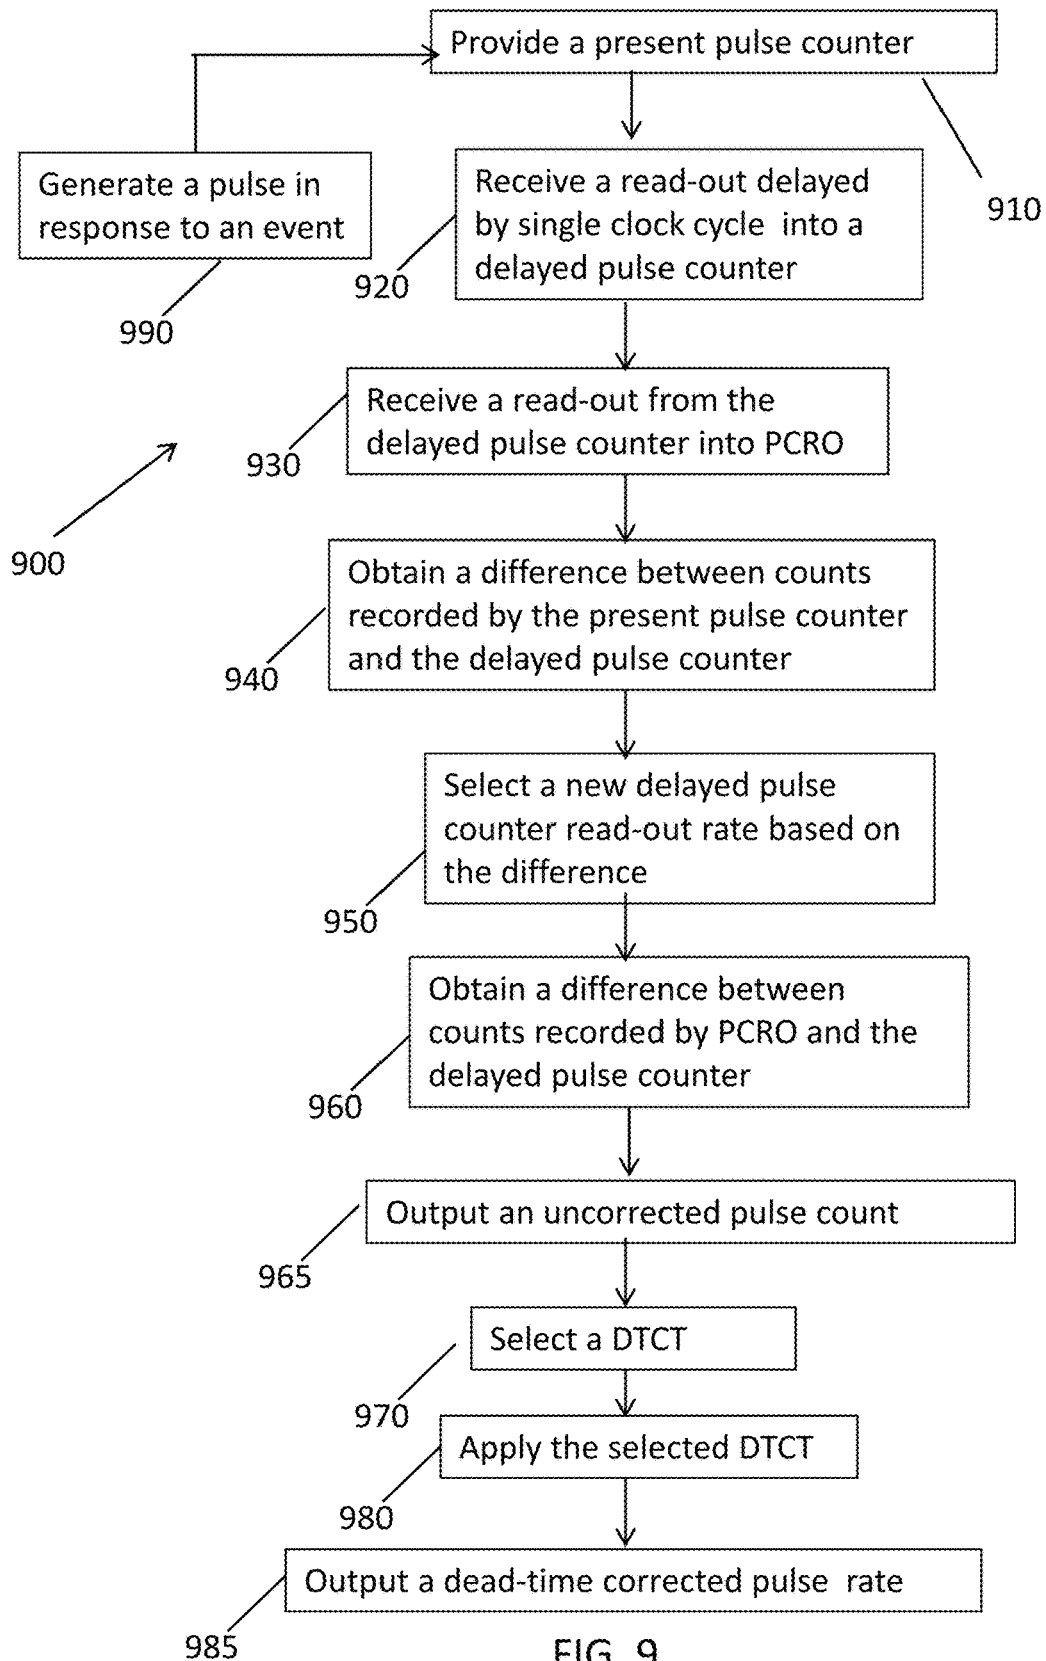 Provide a present pulse counter
910
Generate a pulse in
response to an event
990
Receive a read-out delayed
by single clock cycle into a
delayed pulse counter
920
Receive a read-out from the
delayed pulse counter into PCRO
930
900
Obtain a difference between counts
recorded by the present pulse counter
and the delayed pulse counter
940
Select a new delayed pulse
counter read-out rate based on
the difference
950
Obtain a difference between
counts recorded by PCRO and the
delayed pulse counter
960
Output an uncorrected pulse count
965
Select a DTCT
970
Apply the selected DTCT
980
Output a dead-time corrected pulse rate
985
FIG. 9